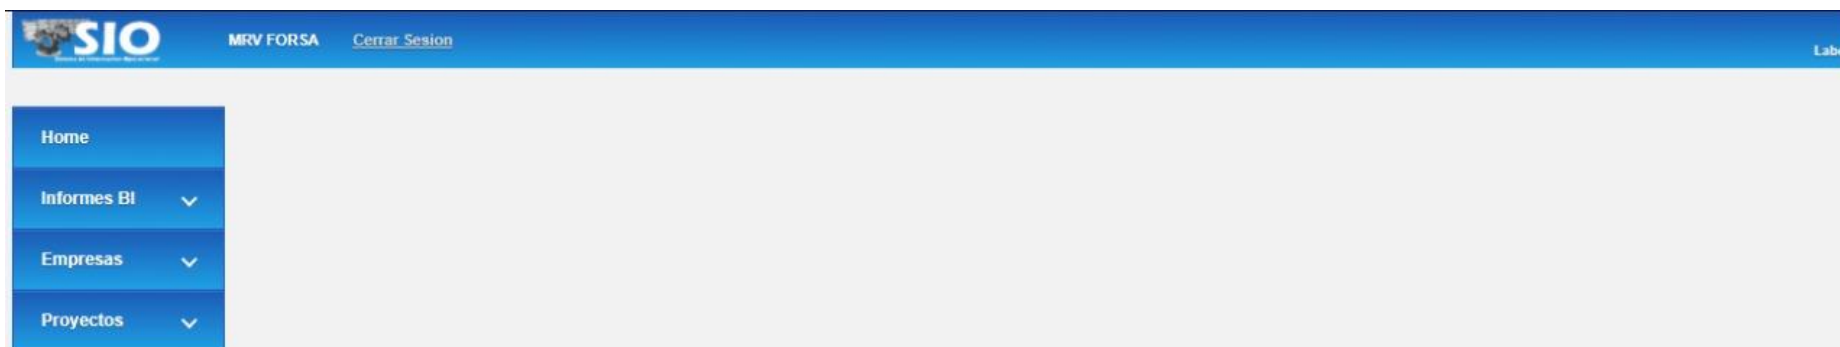 SIO
MRV FORSA Cerrar Sesion
Home
Informes BI
Empresas
Proyectos